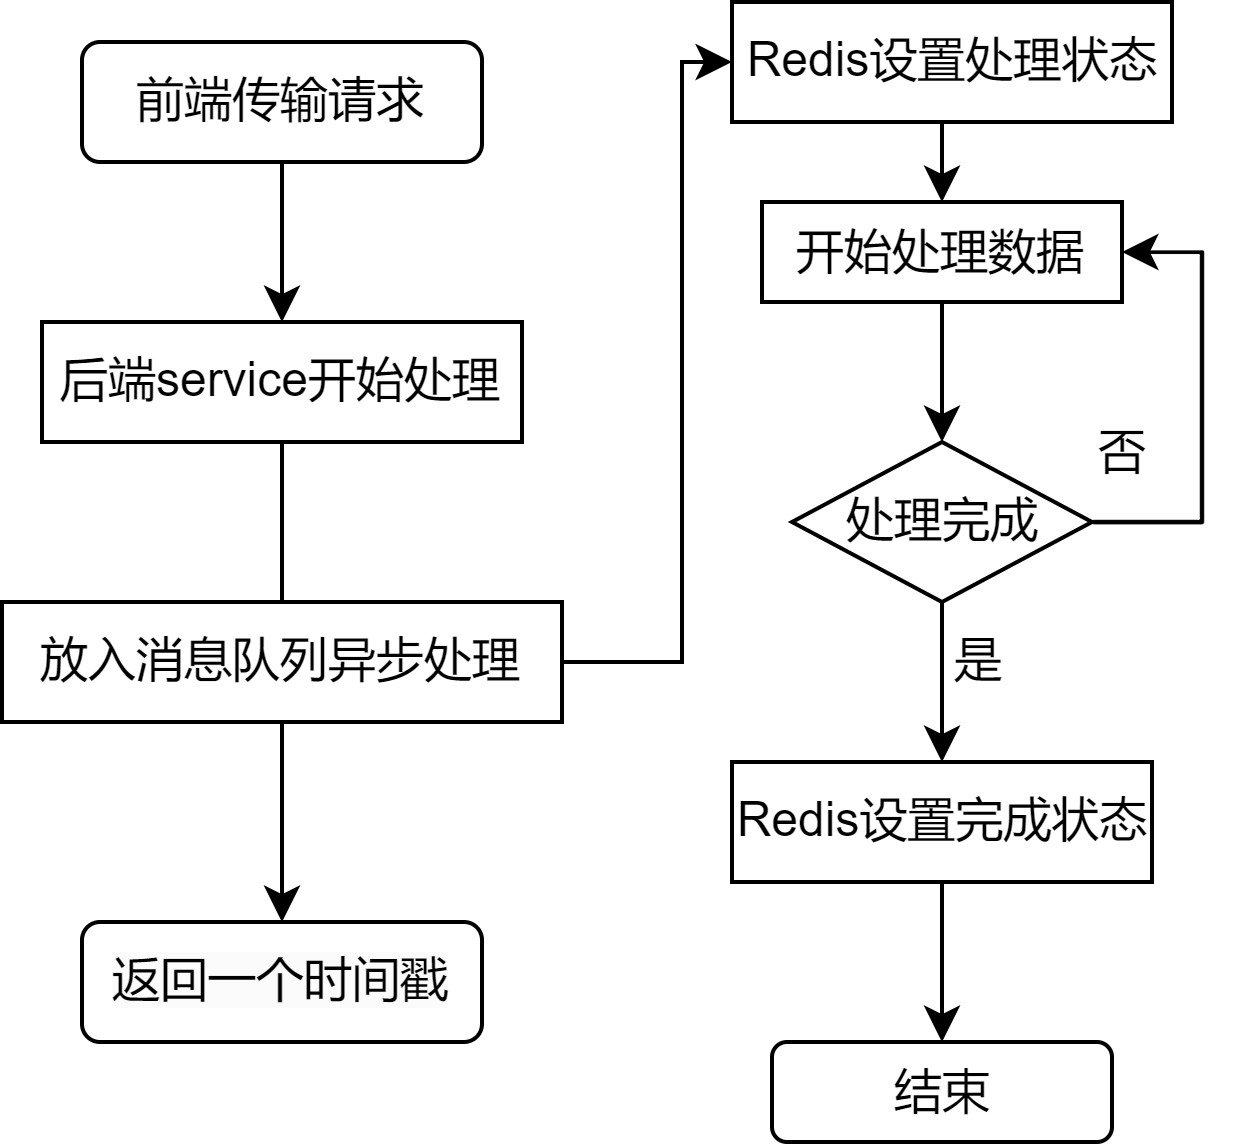 前端传输请求
后端service开始处理
放入消息队列异步处理
返回一个时间戳
Redis设置处理状态
开始处理数据
否
处理完成
是
Redis设置完成状态
结束